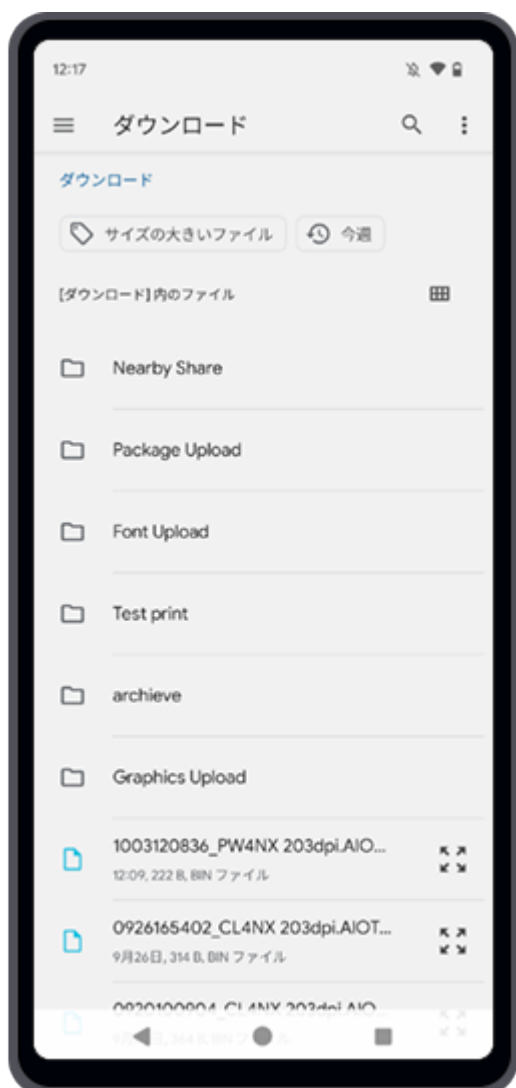 12:17
ダウンロード
ダウンロード
サイズの大きいファイル
今週
[ダウンロード] 内のファイル
Nearby Share
Package Upload
Font Upload
Test print
archieve
Graphics Upload
1003120836_PW4NX 203dpi.AIO...
12:09, 222 B, BIN ファイル
0926165402_CL4NX 203dpi.AIOT...
9月26日, 314 B, BIN ファイル
0920100904_CL4NX 203dpi.AIO...